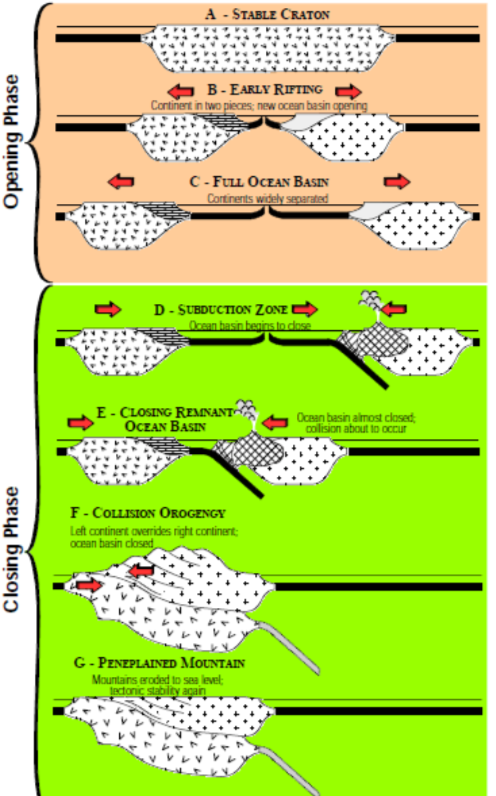 Opening Phase
A - STABLE CRATON
B - EARLY RIFTING
Continent in two pieces; new ocean basin opening
C - FULL OCEAN BASIN
Continents widely separated
Closing Phase
D - SUBDUCTION ZONE
Ocean basin begins to close
E - CLOSING REMNANT
OCEAN BASIN
Ocean basin almost closed;
collision about to occur
F - COLLISION OROGENGY
Left continent overrides right continent;
ocean basin closed
G - PENEPLAINED MOUNTAIN
Mountains eroded to sea level;
tectonic stability again